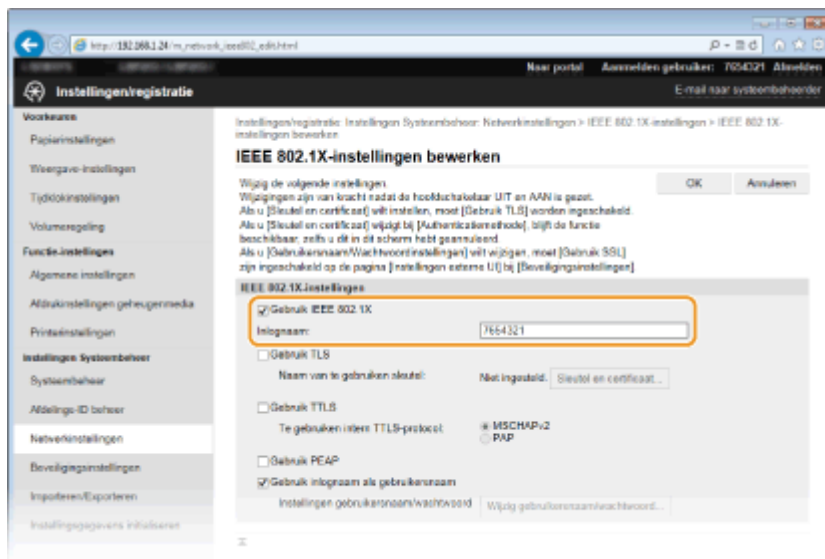 http://192.168.1.24/m_network_ieee802_edit.html
Naar portal Aanmelden gebruiker: 7654321 Afmelden
Instellingen/registratie
E-mail naar systeembeheerder
Voorkeuren
Papierinstellingen
Weergave-instellingen
Tijdklokinstellingen
Volumeregeling
Functie-instellingen
Algemene instellingen
Afdrukinstellingen geheugenmedia
Printerinstellingen
Instellingen Systeembeheer
Systeembeheer
Afdelings-ID beheer
Netwerkinstellingen
Beveiligingsinstellingen
Importeren/Exporteren
Instellingsgegevens initialiseren
Instellingen/registratie: Instellingen Systeembeheer: Netwerkinstellingen > IEEE 802.1X-instellingen > IEEE 802.1X-
instellingen bewerken
IEEE 802.1X-instellingen bewerken
Wijzig de volgende instellingen.
OK Annuleren
Wijzigingen zijn van kracht nadat de hoofdschakelaar UIT en AAN is gezet.
Als u [Sleutel en certificaat] wilt instellen, moet [Gebruik TLS] worden ingeschakeld.
Als u [Sleutel en certificaat] wijzigt bij [Authenticatiemethode], blijft de functie
beschikbaar, zelfs u dit in dit scherm hebt geannuleerd.
Als u [Gebruikersnaam/Wachtwoordinstellingen] wilt wijzigen, moet [Gebruik SSL]
zijn ingeschakeld op de pagina [Instellingen externe UI] bij [Beveiligingsinstellingen]
IEEE 802.1X-instellingen
Gebruik IEEE 802.1X
Inlognaam: 7654321
Gebruik TLS
Naam van te gebruiken sleutel: Niet ingesteld. Sleutel en certificaat...
Gebruik TTLS
Te gebruiken intern TTLS-protocol: MSCHAPv2
PAP
Gebruik PEAP
Gebruik inlognaam als gebruikersnaam
Instellingen gebruikersnaam/wachtwoord Wijzig gebruikersnaam/wachtwoord...